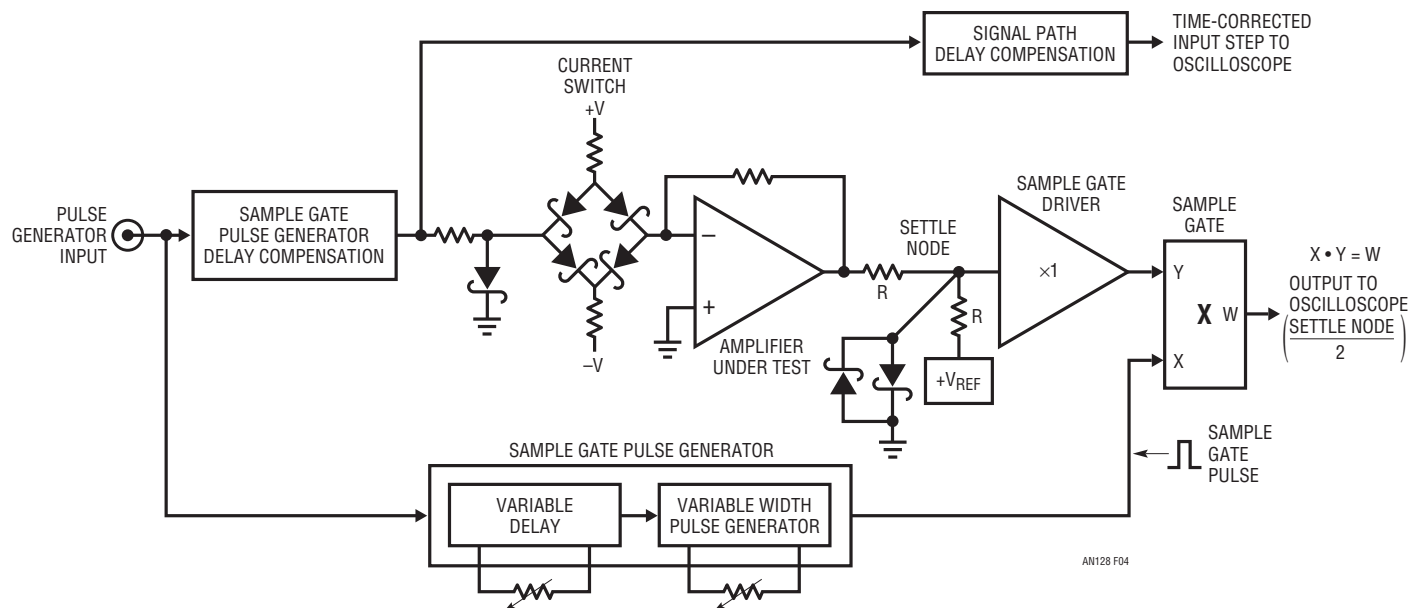 SIGNAL PATH
DELAY COMPENSATION
TIME-CORRECTED
INPUT STEP TO
OSCILLOSCOPE
CURRENT
SWITCH
+V
PULSE
GENERATOR
INPUT
SAMPLE GATE
PULSE GENERATOR
DELAY COMPENSATION
–V
–
+
AMPLIFIER
UNDER TEST
R
SETTLE
NODE
R
+VREF
SAMPLE GATE
DRIVER
×1
SAMPLE
GATE
Y
X W
X
X • Y = W
OUTPUT TO
OSCILLOSCOPE
(SETTLE NODE
2)
SAMPLE
GATE
PULSE
SAMPLE GATE PULSE GENERATOR
VARIABLE
DELAY
VARIABLE WIDTH
PULSE GENERATOR
AN128 F04